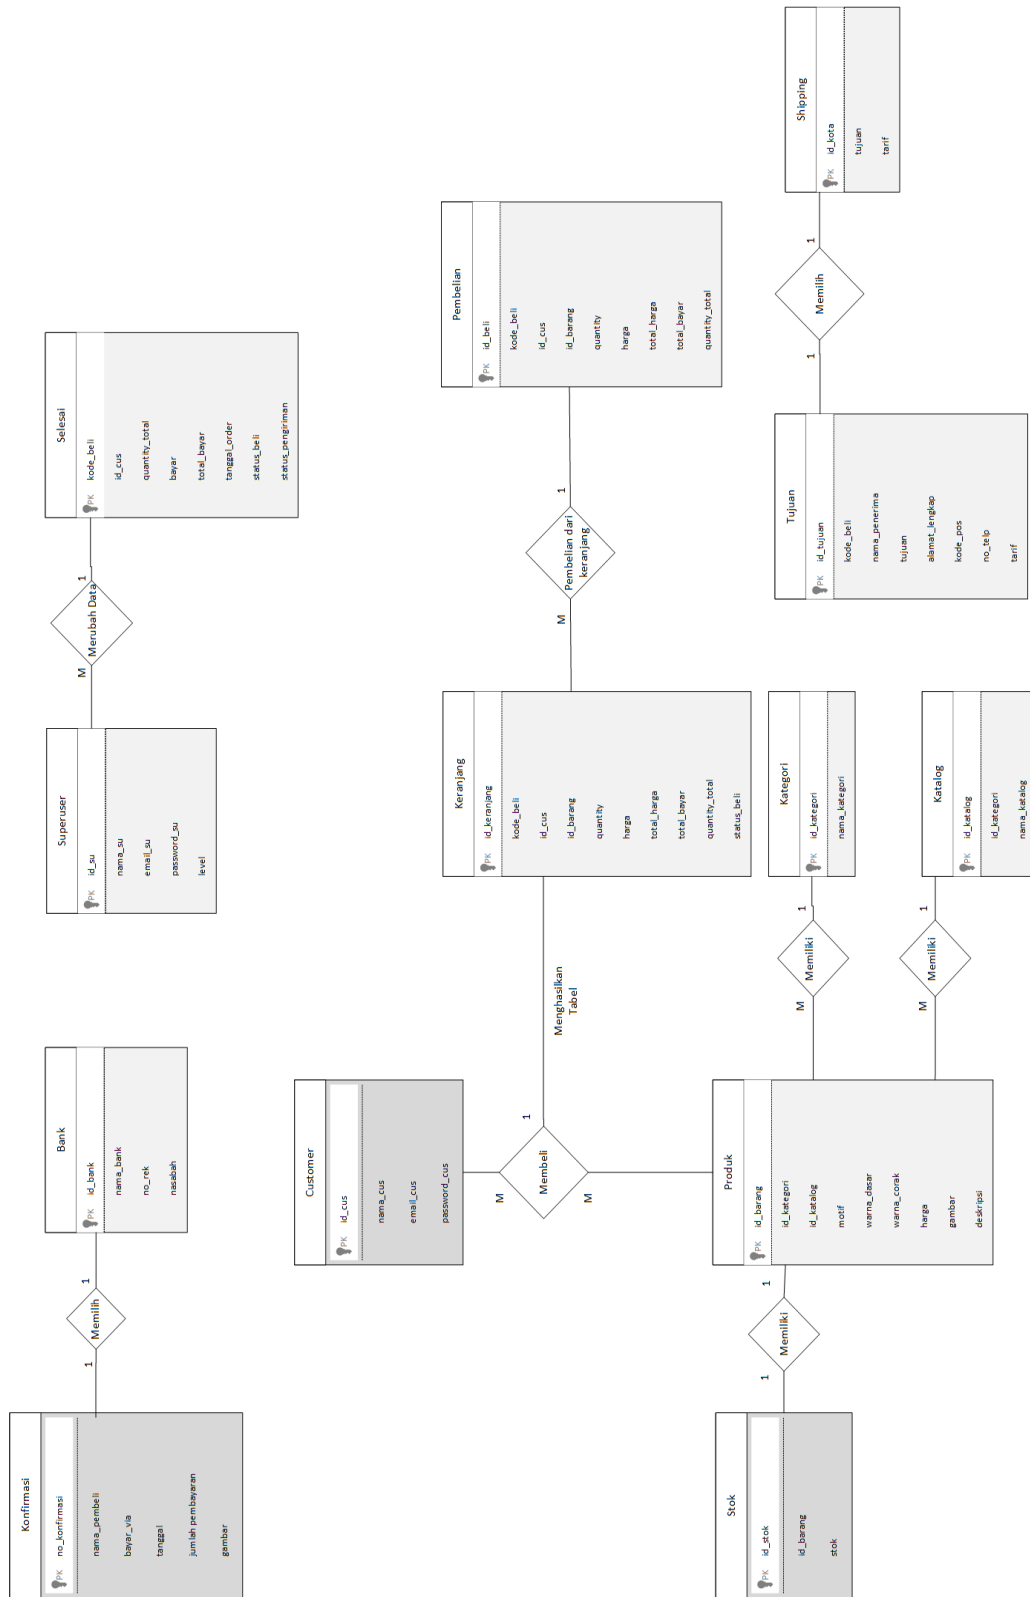 Konfirmasi
PK no_konfirmasi
nama_pembeli
bayar_via
tanggal
jumlah pembayaran
gambar
1
Memilih
1
Bank
PK id_bank
nama_bank
no_rek
nasabah
Superuser
PK id_su
nama_su
email_su
password_su
level
M
Merubah Data
1
Selesai
PK kode_beli
id_cus
quantity_total
bayar
total_bayar
tanggal_order
status_beli
status_pengiriman
Customer
PK id_cus
nama_cus
email_cus
password_cus
M
Membeli
M
1
Menghasilkan
Tabel
Keranjang
PK id_keranjang
kode_beli
id_cus
id_barang
quantity
harga
total_harga
total_bayar
quantity_total
status_beli
M
Pembelian dari
keranjang
1
Pembelian
PK id_beli
kode_beli
id_cus
id_barang
quantity
harga
total_harga
total_bayar
quantity_total
Stok
PK id_stok
id_barang
stok
1
Memiliki
1
Produk
PK id_barang
id_kategori
id_katalog
motif
warna_dasar
warna_corak
harga
gambar
deskripsi
M
Memiliki
1
Kategori
PK id_kategori
nama_kategori
M
Memiliki
1
Katalog
PK id_katalog
id_kategori
nama_katalog
Tujuan
PK id_tujuan
kode_beli
nama_penerima
tujuan
alamat_lengkap
kode_pos
no_telp
tarif
1
Memilih
1
Shipping
PK id_kota
tujuan
tarif